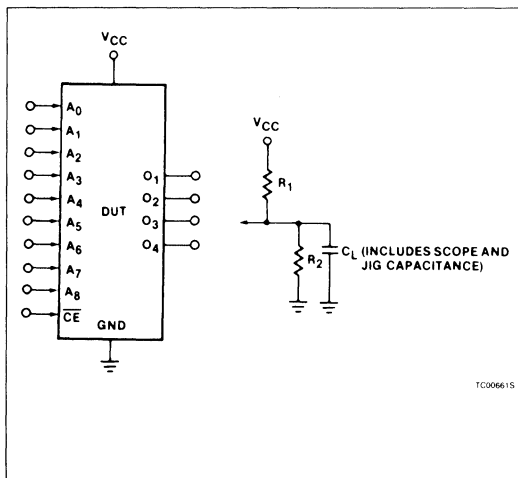 VCC
A0
A1
A2
A3
A4
A5
A6
A7
A8
CE
DUT
GND
O1
O2
O3
O4
VCC
R1
R2
CL (INCLUDES SCOPE AND
JIG CAPACITANCE)
TC00661S